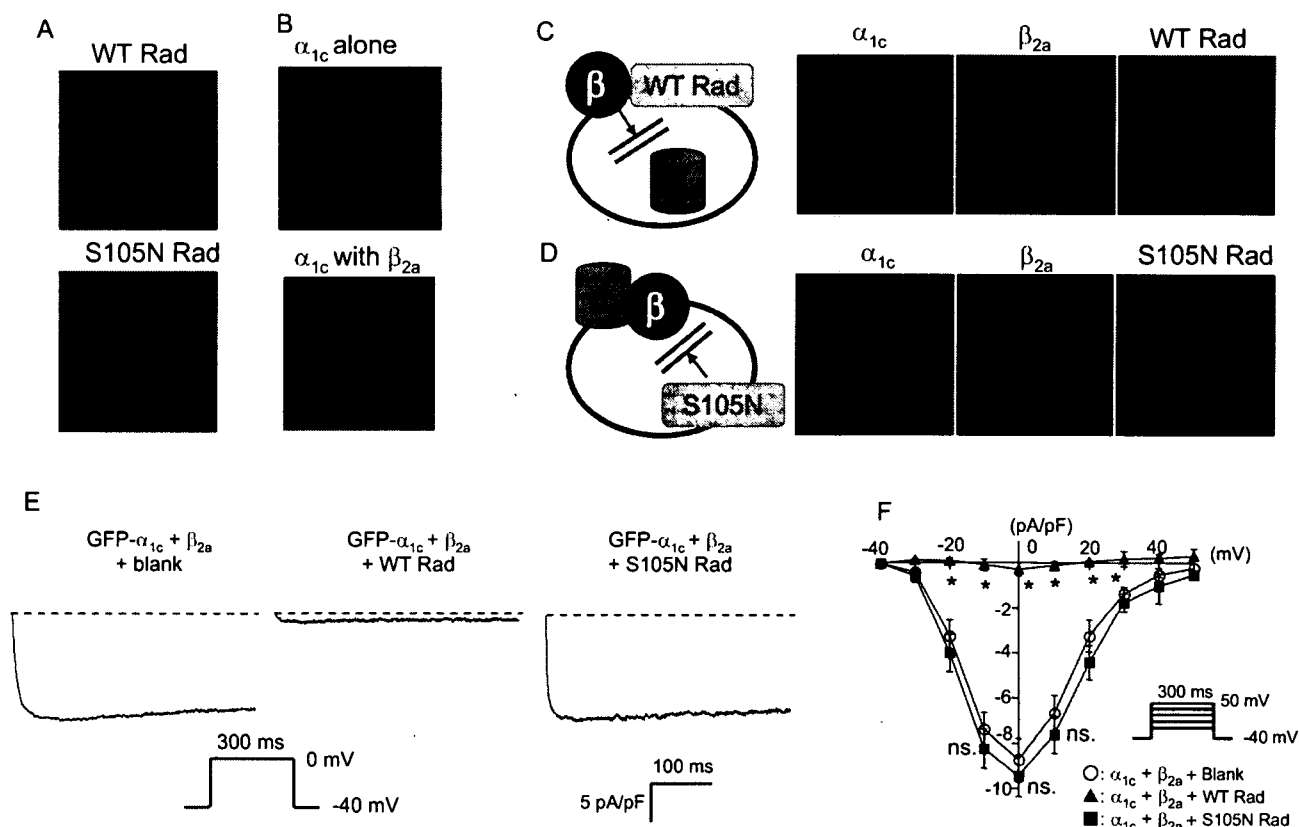 A
WT Rad
S105N Rad
B
α1c alone
α1c with β2a
C
β
WT Rad
α1c
β2a
WT Rad
D
β
S105N
α1c
β2a
S105N Rad
E
GFP-α1c + β2a
+ blank
GFP-α1c + β2a
+ WT Rad
GFP-α1c + β2a
+ S105N Rad
300 ms
0 mV
-40 mV
100 ms
5 pA/pF
F
(pA/pF)
-40
-20
0
20
40
(mV)
* * * * * *
-2
-4
-6
-8
-10
ns.
ns.
ns.
300 ms
50 mV
-40 mV
○: α1c + β2a + Blank
▲: α1c + β2a + WT Rad
■: α1c + β2a + S105N Rad